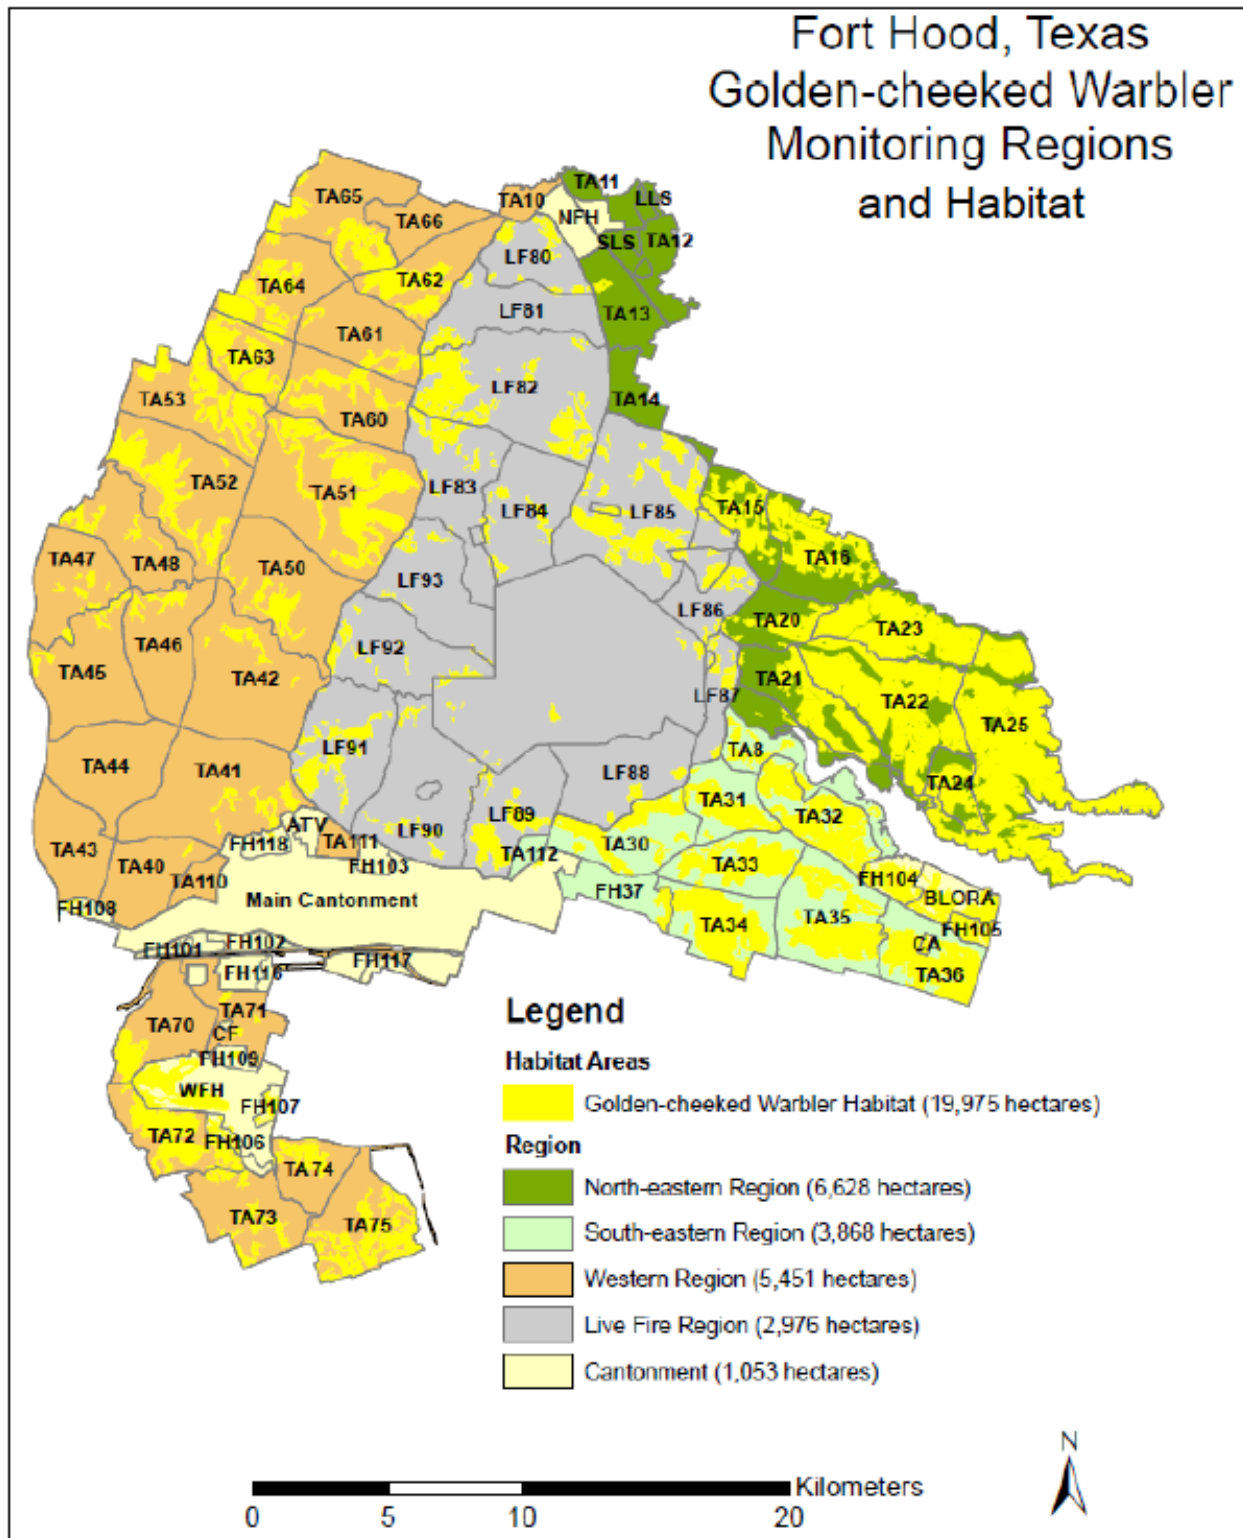 Fort Hood, Texas
Golden-cheeked Warbler
Monitoring Regions
and Habitat
TA65
TA66
TA10
TA11
LLS
NFH
SLS
TA12
LF80
TA64
TA62
LF81
TA13
TA61
TA63
LF82
TA53
TA60
TA14
TA52
TA51
LF83
LF84
LF85
TA15
TA16
TA47
TA48
TA50
LF93
LF86
TA20
TA23
TA46
LF92
TA45
TA42
LF87
TA21
TA22
TA25
LF91
TA8
TA44
TA41
LF88
TA24
TA31
TA32
ATV
LF89
LF90
TA43
FH118
TA111
FH103
TA112
TA30
TA33
TA40
TA110
FH104
FH37
BLORA
FH108
Main Cantonment
TA34
TA35
FH105
CA
FH101
FH102
FH116
FH117
TA36
TA70
TA71
CF
FH109
WFH
FH107
TA72
FH106
TA74
TA73
TA75
Legend
Habitat Areas
Golden-cheeked Warbler Habitat (19,975 hectares)
Region
North-eastern Region (6,628 hectares)
South-eastern Region (3,868 hectares)
Western Region (5,451 hectares)
Live Fire Region (2,976 hectares)
Cantonment (1,053 hectares)
N
Kilometers
0 5 10 20